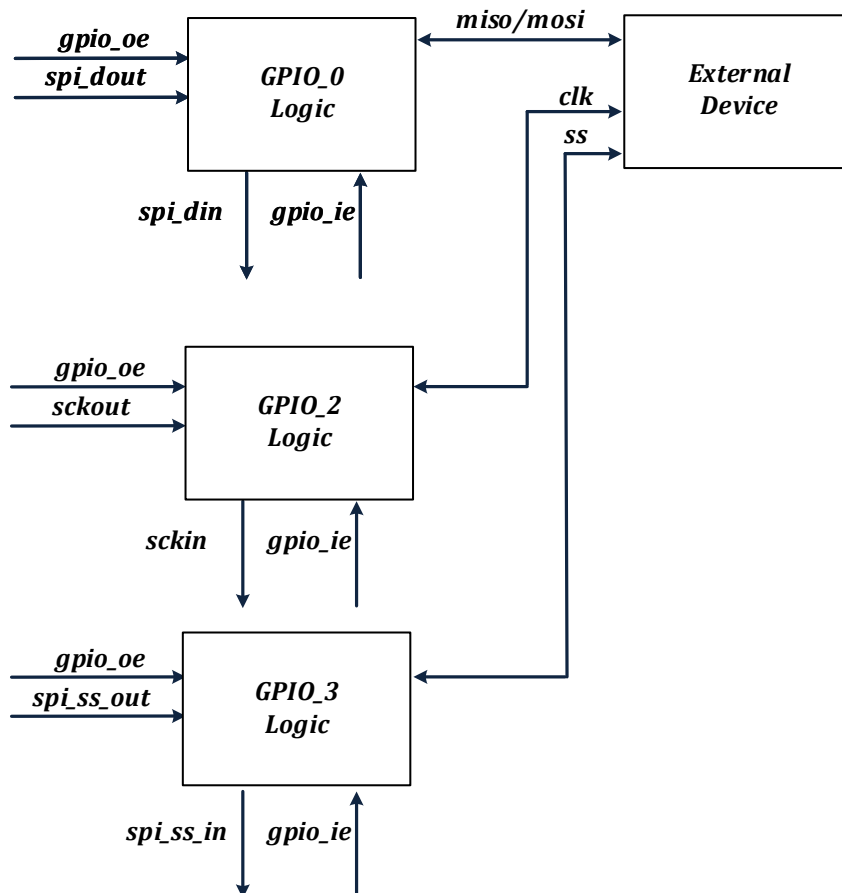 gpio_oe
spi_dout
GPIO_0
Logic
miso/mosi
External
Device
clk
ss
spi_din
gpio_ie
gpio_oe
sckout
GPIO_2
Logic
sckin
gpio_ie
gpio_oe
spi_ss_out
GPIO_3
Logic
spi_ss_in
gpio_ie